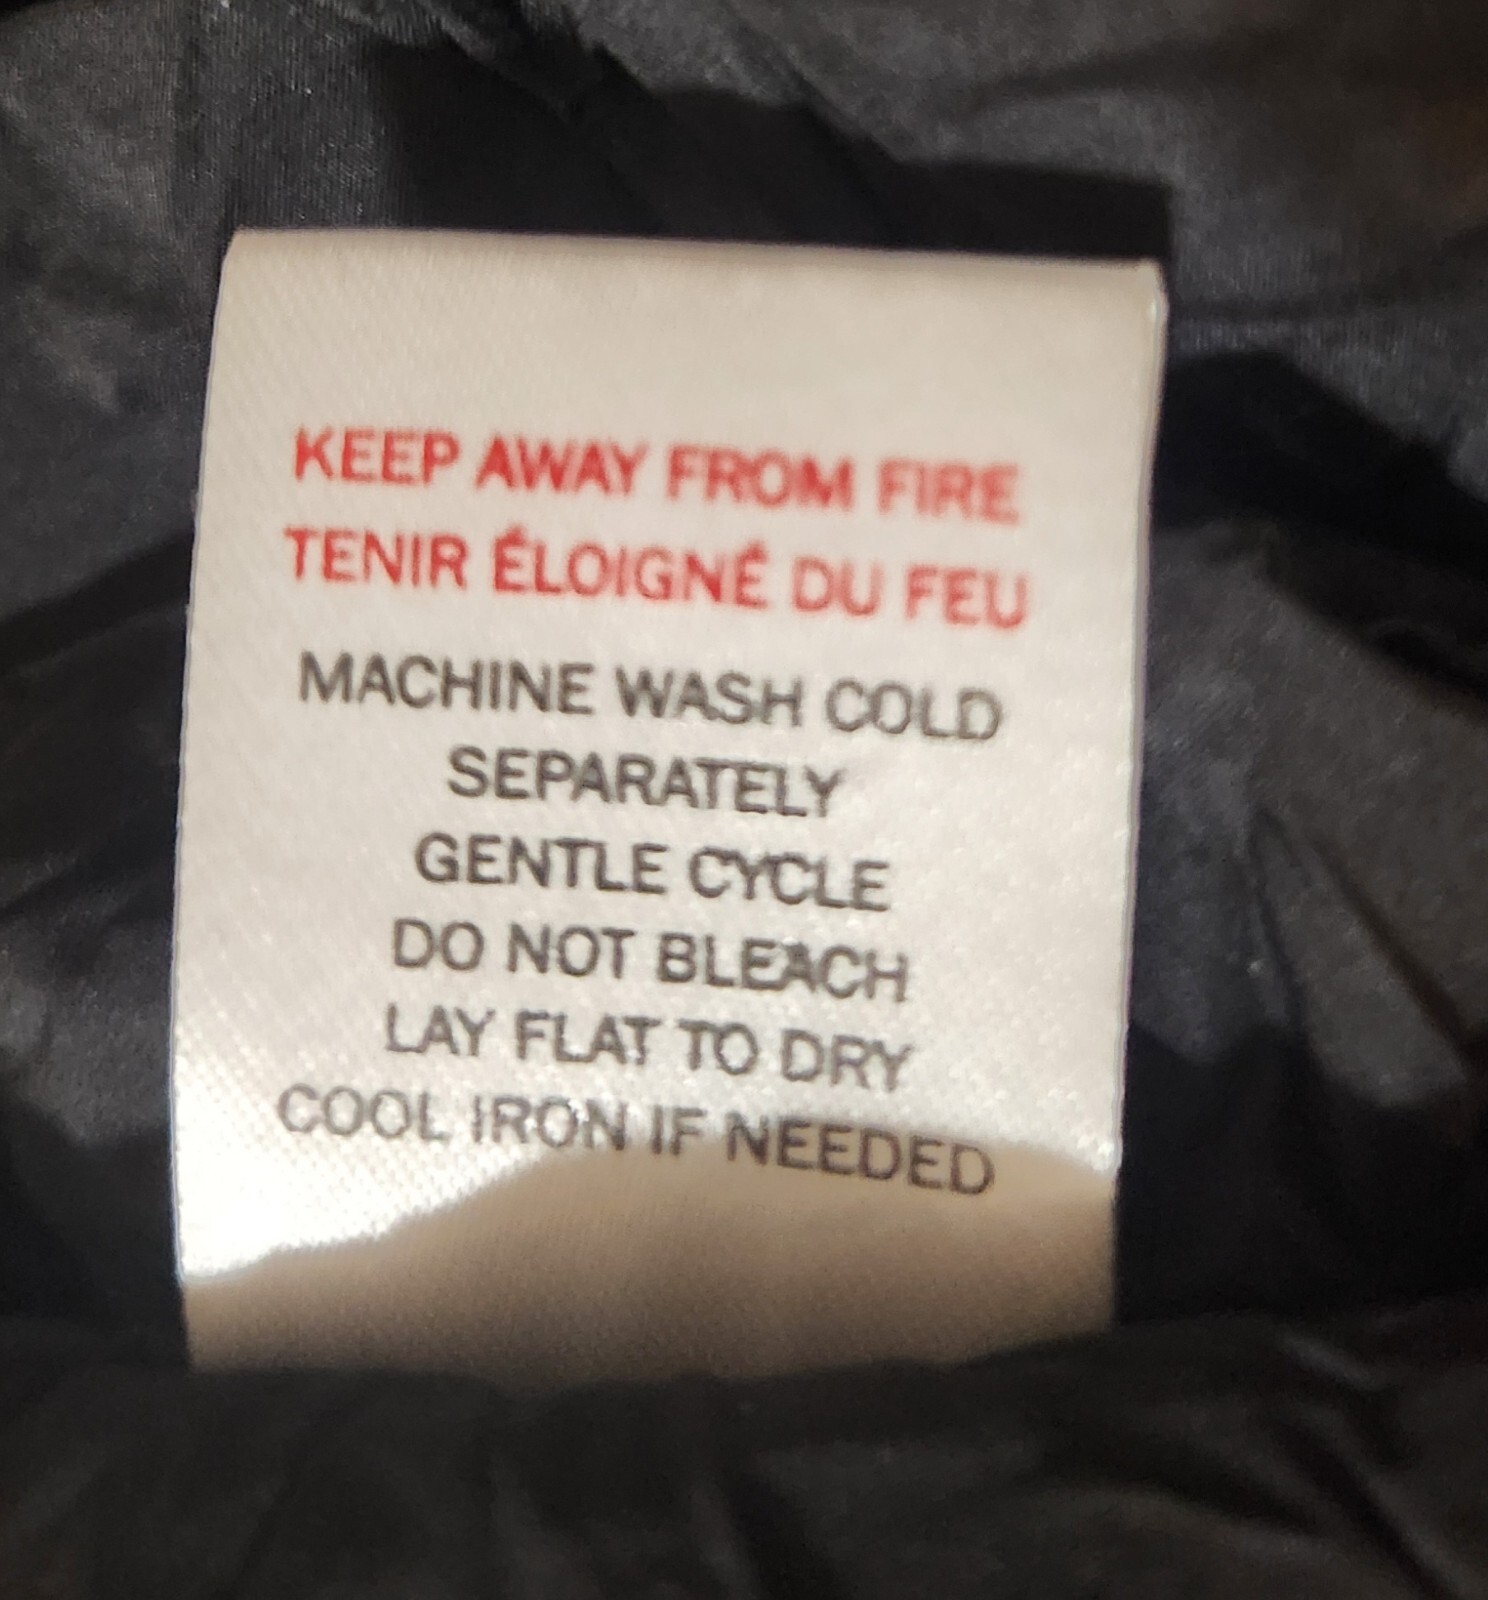 KEEP AWAY FROM FIRE
TENIR ÉLOIGNÉ DU FEU
MACHINE WASH COLD
SEPARATELY
GENTLE CYCLE
DO NOT BLEACH
LAY FLAT TO DRY
COOL IRON IF NEEDED